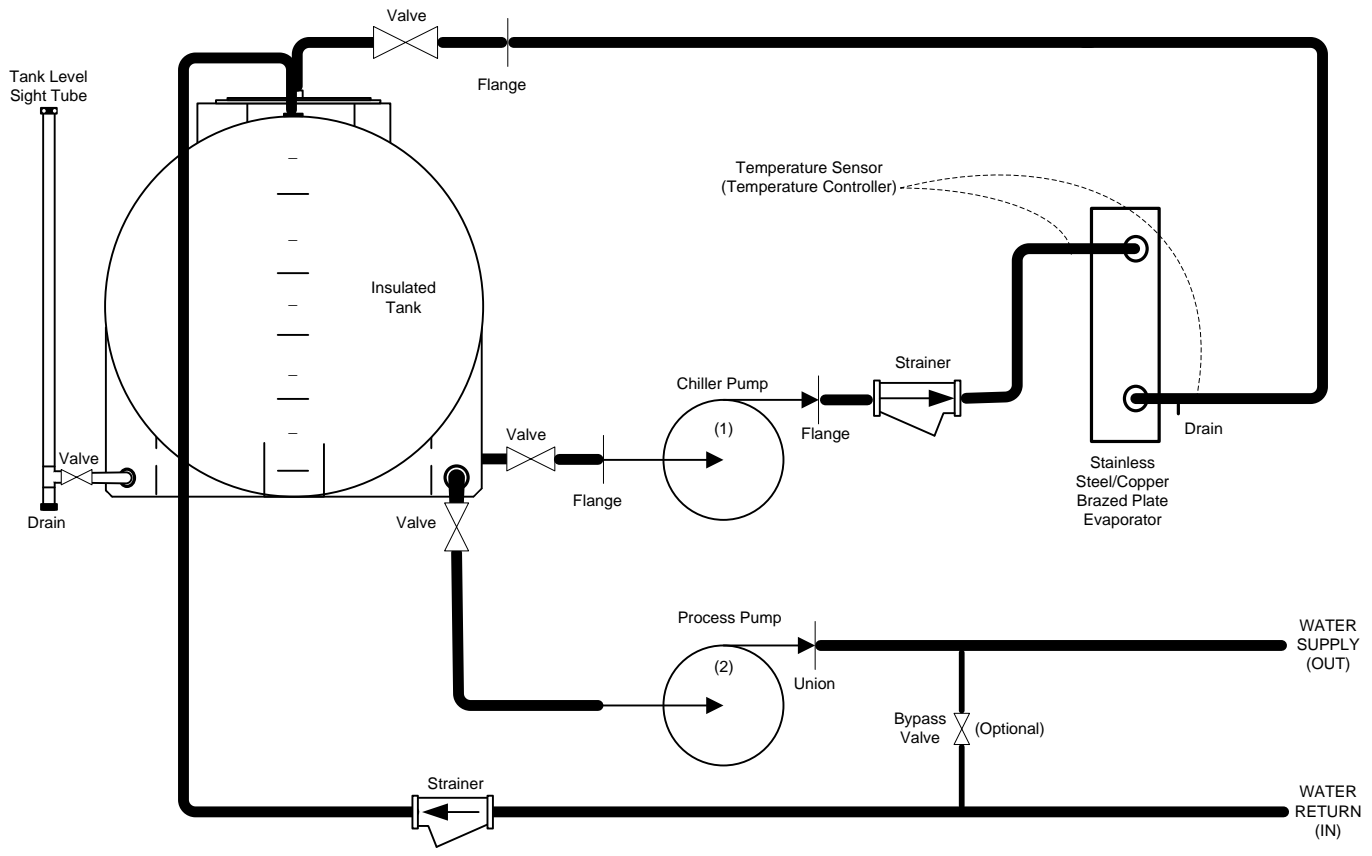 Valve
Flange
Tank Level
Sight Tube
Temperature Sensor
(Temperature Controller)
Insulated
Tank
Strainer
Chiller Pump
(1)
Flange
Drain
Valve
Flange
Valve
Drain
Valve
Stainless
Steel/Copper
Brazed Plate
Evaporator
Process Pump
(2)
Union
WATER
SUPPLY
(OUT)
Bypass
Valve
(Optional)
Strainer
WATER
RETURN
(IN)